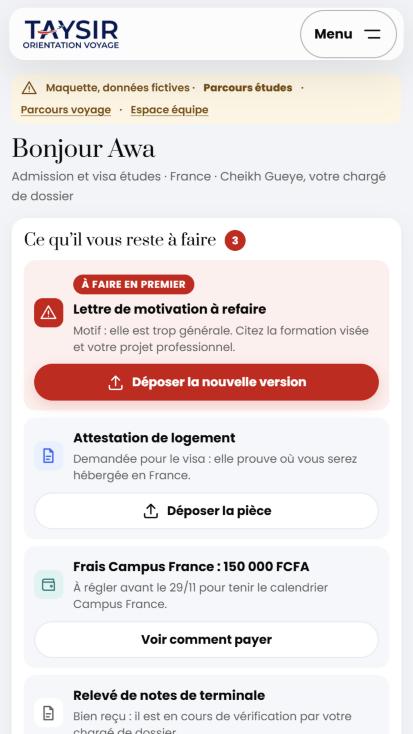 TAYSIR
ORIENTATION VOYAGE
Menu
Maquette, données fictives · Parcours études ·
Parcours voyage · Espace équipe
Bonjour Awa
Admission et visa études · France · Cheikh Gueye, votre chargé
de dossier
Ce qu’il vous reste à faire 3
À FAIRE EN PREMIER
Lettre de motivation à refaire
Motif : elle est trop générale. Citez la formation visée
et votre projet professionnel.
Déposer la nouvelle version
Attestation de logement
Demandée pour le visa : elle prouve où vous serez
hébergée en France.
Déposer la pièce
Frais Campus France : 150 000 FCFA
À régler avant le 29/11 pour tenir le calendrier
Campus France.
Voir comment payer
Relevé de notes de terminale
Bien reçu : il est en cours de vérification par votre
chargé de dossier.